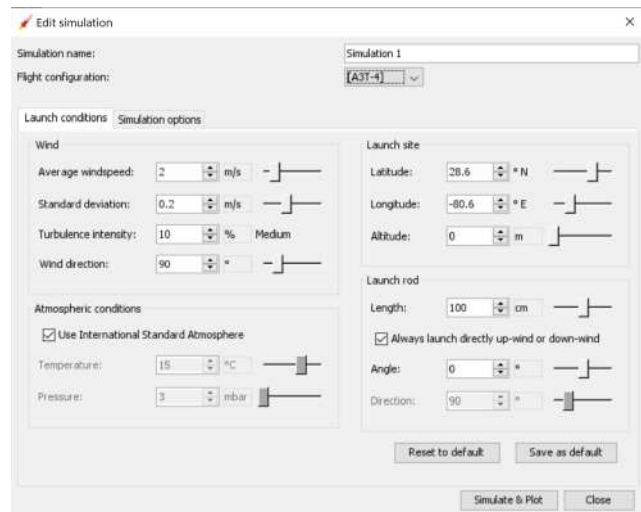 Edit simulation
Simulation name: Simulation 1
Flight configuration: [A3T-4]
Launch conditions Simulation options
Wind
Average windspeed: 2 m/s
Standard deviation: 0.2 m/s
Turbulence intensity: 10 % Medium
Wind direction: 90 °
Atmospheric conditions
Use International Standard Atmosphere
Temperature: 15 °C
Pressure: 3 mbar
Launch site
Latitude: 28.6 ° N
Longitude: -80.6 ° E
Altitude: 0 m
Launch rod
Length: 100 cm
Always launch directly up-wind or down-wind
Angle: 0 °
Direction: 90 °
Reset to default Save as default
Simulate & Plot Close